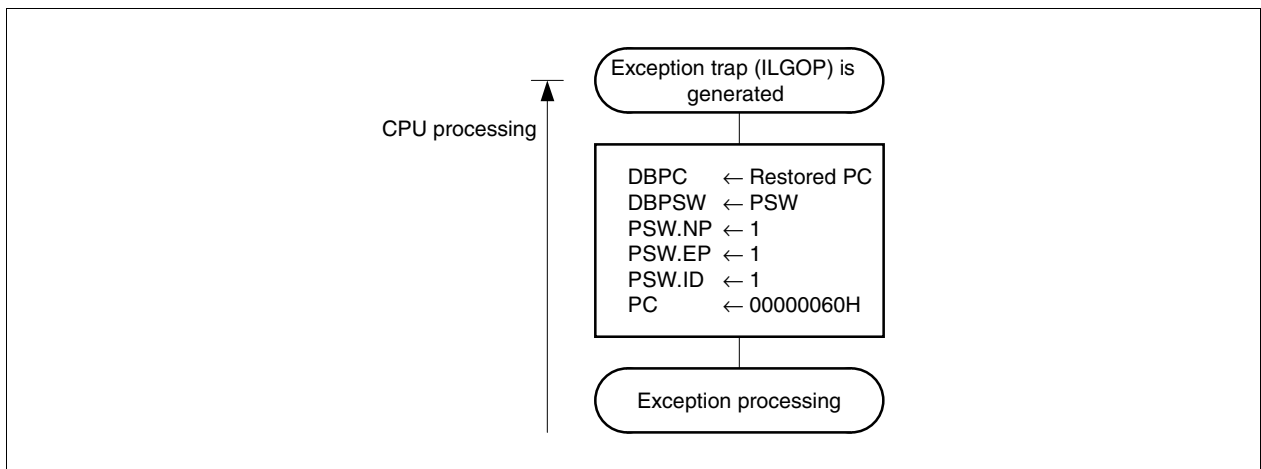 Exception trap (ILGOP) is
generated
CPU processing
DBPC ← Restored PC
DBPSW ← PSW
PSW.NP ← 1
PSW.EP ← 1
PSW.ID ← 1
PC ← 00000060H
Exception processing